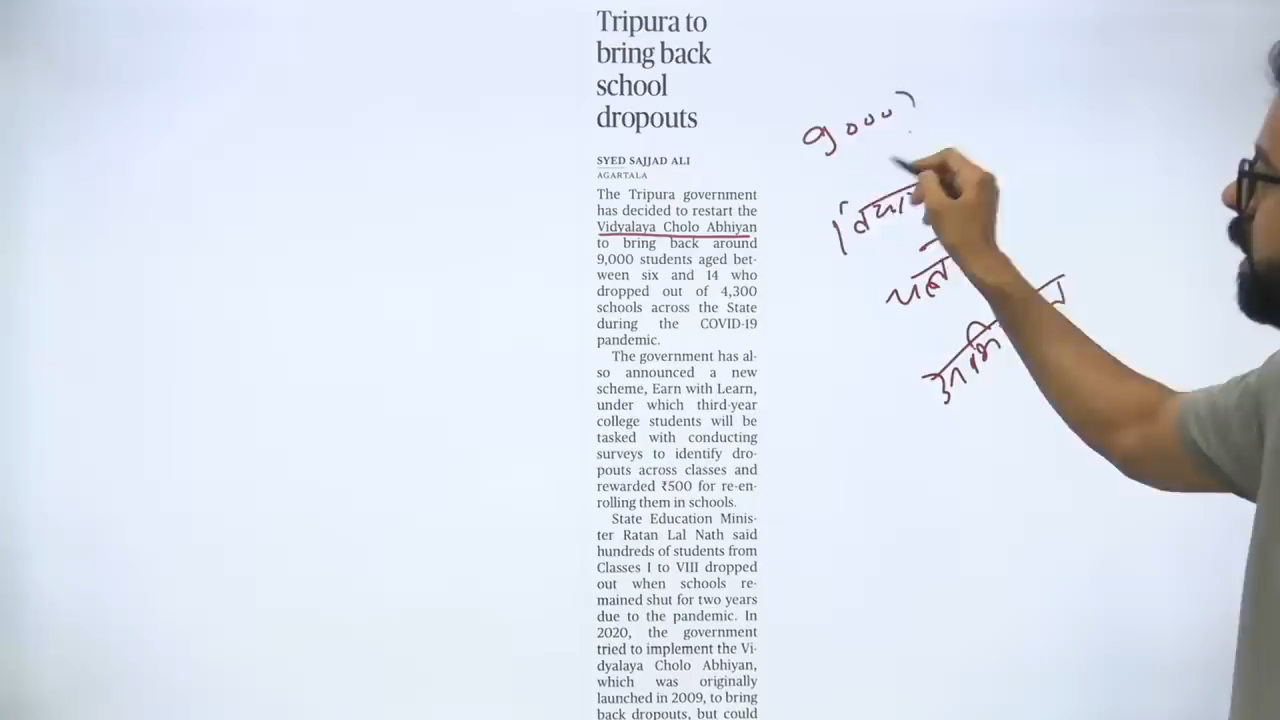 Tripura to
bring back
school
dropouts
SYED SAJJAD ALI
AGARTALA
The Tripura government
has decided to restart the
Vidyalaya Cholo Abhiyan
to bring back around
9,000 students aged bet-
ween six and 14 who
dropped out of 4,300
schools across the State
during the COVID-19
pandemic.
The government has al-
so announced a new
scheme, Earn with Learn,
under which third-year
college students will be
tasked with conducting
surveys to identify dro-
pouts across classes and
rewarded ₹500 for re-en-
rolling them in schools.
State Education Minis-
ter Ratan Lal Nath said
hundreds of students from
Classes I to VIII dropped
out when schools re-
mained shut for two years
due to the pandemic. In
2020, the government
tried to implement the Vi-
dyalaya Cholo Abhiyan,
which was originally
launched in 2009, to bring
back dropouts, but could
9000